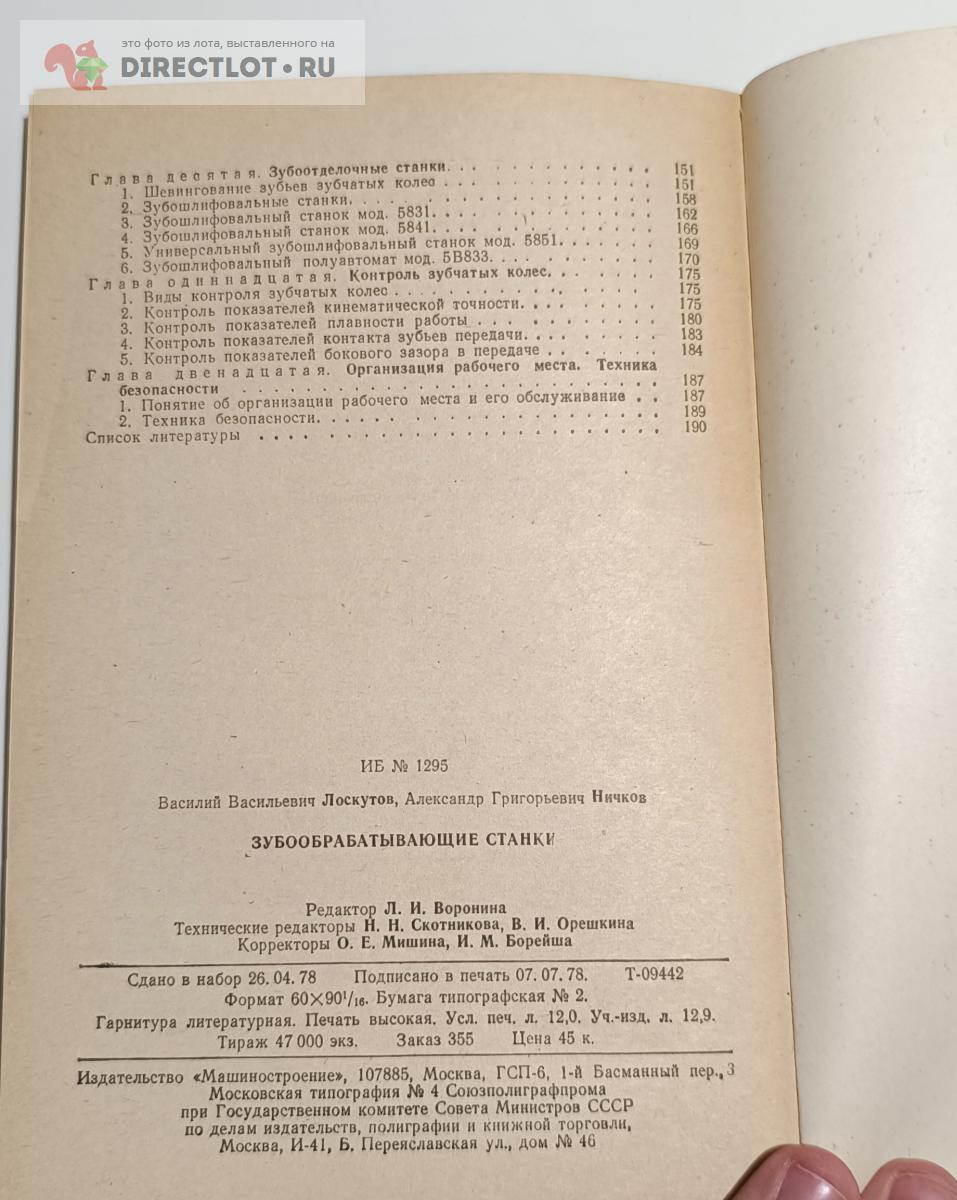 это фото из лота, выставленного на
DIRECTLOT.RU
Глава десятая. Зубоотделочные станки. . . . . . . . . . . . . 151
1. Шевингование зубьев зубчатых колес . . . . . . . . . . . . 151
2. Зубошлифовальные станки. . . . . . . . . . . . . . . . . 158
3. Зубошлифовальный станок мод. 5831. . . . . . . . . . . . . 162
4. Зубошлифовальный станок мод. 5841. . . . . . . . . . . . . 166
5. Универсальный зубошлифовальный станок мод. 5851. . . . . . . 169
6. Зубошлифовальный полуавтомат мод. 5В833. . . . . . . . . . 170
Глава одиннадцатая. Контроль зубчатых колес. . . . . . . 175
1. Виды контроля зубчатых колес . . . . . . . . . . . . . . 175
2. Контроль показателей кинематической точности. . . . . . . . 175
3. Контроль показателей плавности работы . . . . . . . . . . . 180
4. Контроль показателей контакта зубьев передачи. . . . . . . . 183
5. Контроль показателей бокового зазора в передаче . . . . . . . 184
Глава двенадцатая. Организация рабочего места. Техника
безопасности . . . . . . . . . . . . . . . . . . . . . . 187
1. Понятие об организации рабочего места и его обслуживание . . 187
2. Техника безопасности. . . . . . . . . . . . . . . . . . . 189
Список литературы . . . . . . . . . . . . . . . . . . . . . . 190
ИБ № 1295
Василий Васильевич Лоскутов, Александр Григорьевич Ничков
ЗУБООБРАБАТЫВАЮЩИЕ СТАНКИ
Редактор Л. И. Воронина
Технические редакторы Н. Н. Скотникова, В. И. Орешкина
Корректоры О. Е. Мишина, И. М. Борейша
Сдано в набор 26.04.78 Подписано в печать 07.07.78. Т-09442
Формат 60×90¹/₁₆. Бумага типографская № 2.
Гарнитура литературная. Печать высокая. Усл. печ. л. 12,0. Уч.-изд. л. 12,9.
Тираж 47 000 экз. Заказ 355 Цена 45 к.
Издательство «Машиностроение», 107885, Москва, ГСП-6, 1-й Басманный пер., 3
Московская типография № 4 Союзполиграфпрома
при Государственном комитете Совета Министров СССР
по делам издательств, полиграфии и книжной торговли,
Москва, И-41, Б. Переяславская ул., дом № 46